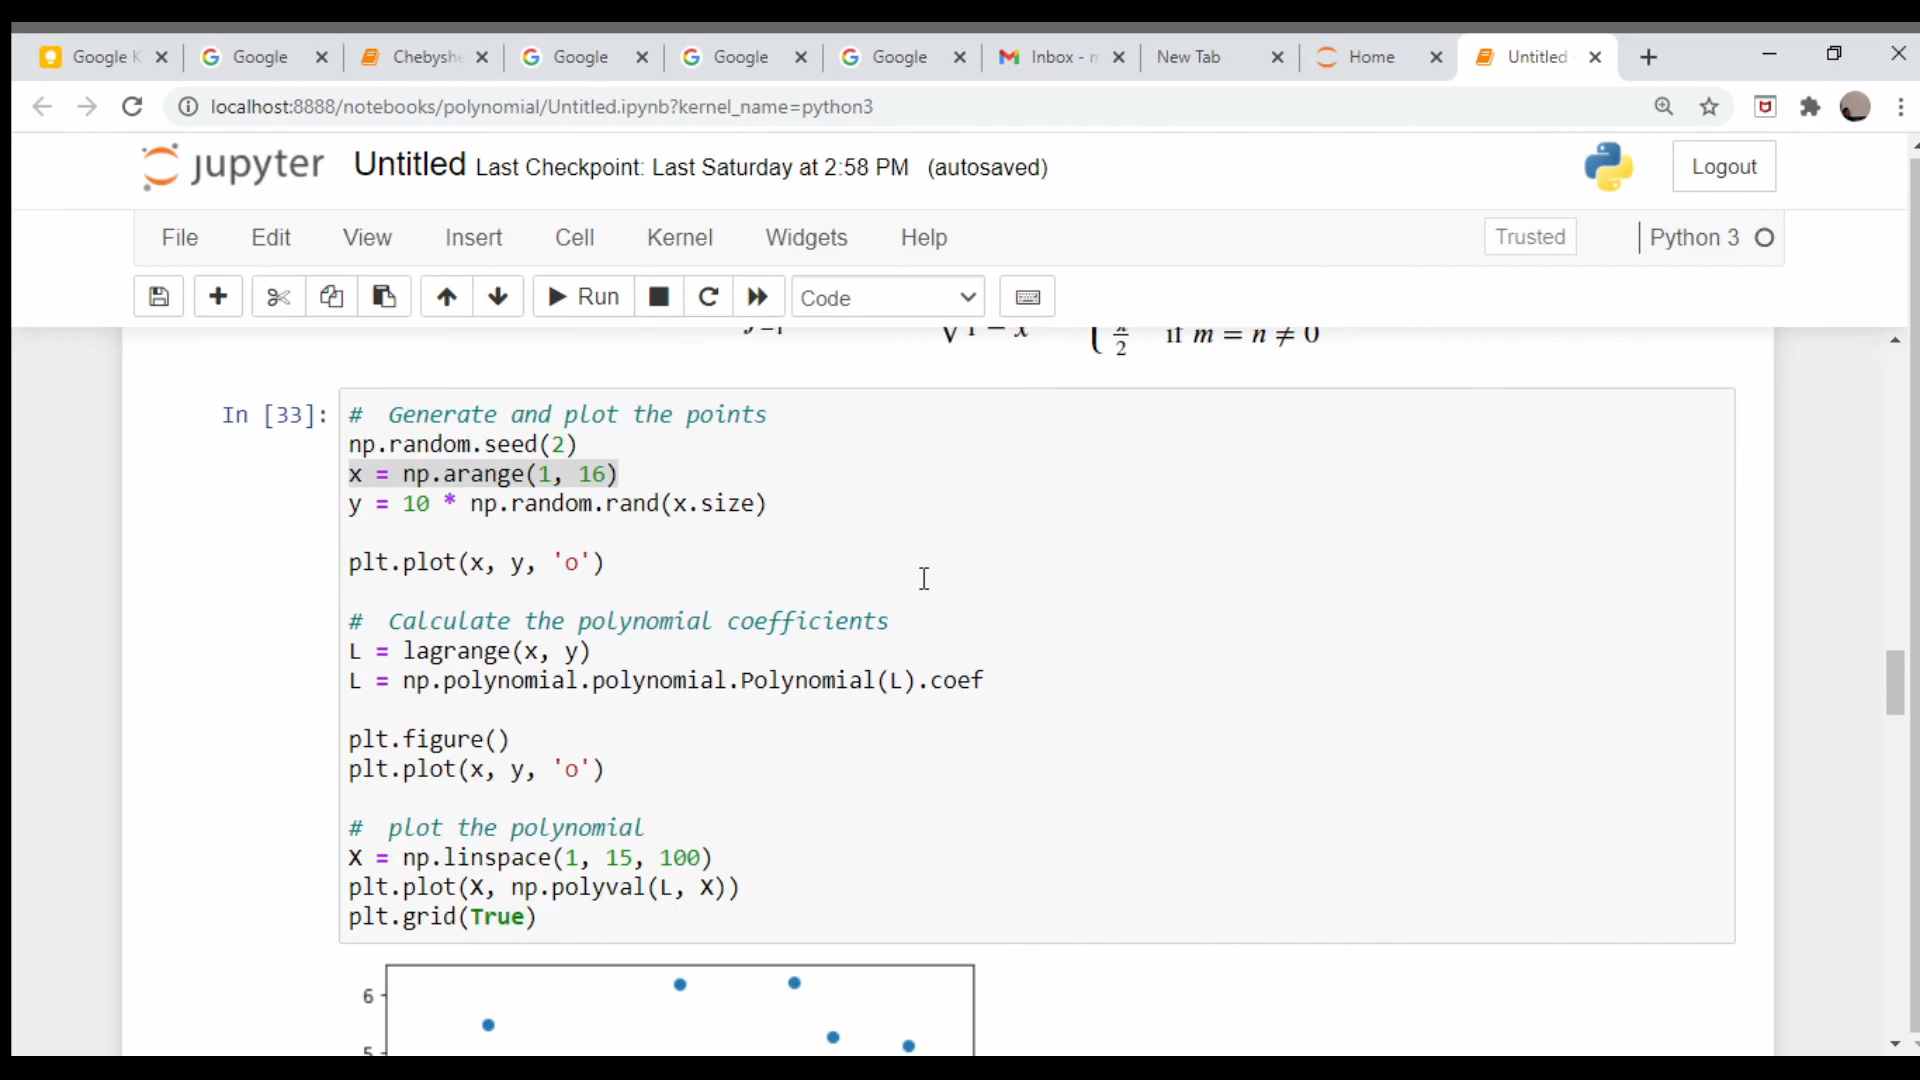 Google K
Google
Chebyshe
Google
Google
Google
Inbox - m
New Tab
Home
Untitled
localhost:8888/notebooks/polynomial/Untitled.ipynb?kernel_name=python3
jupyter Untitled Last Checkpoint: Last Saturday at 2:58 PM (autosaved)
Logout
File Edit View Insert Cell Kernel Widgets Help
Trusted
Python 3
Run
Code
2 if m = n ≠ 0
In [33]:
# Generate and plot the points
np.random.seed(2)
x = np.arange(1, 16)
y = 10 * np.random.rand(x.size)
plt.plot(x, y, 'o')
# Calculate the polynomial coefficients
L = lagrange(x, y)
L = np.polynomial.polynomial.Polynomial(L).coef
plt.figure()
plt.plot(x, y, 'o')
# plot the polynomial
X = np.linspace(1, 15, 100)
plt.plot(X, np.polyval(L, X))
plt.grid(True)
6
5